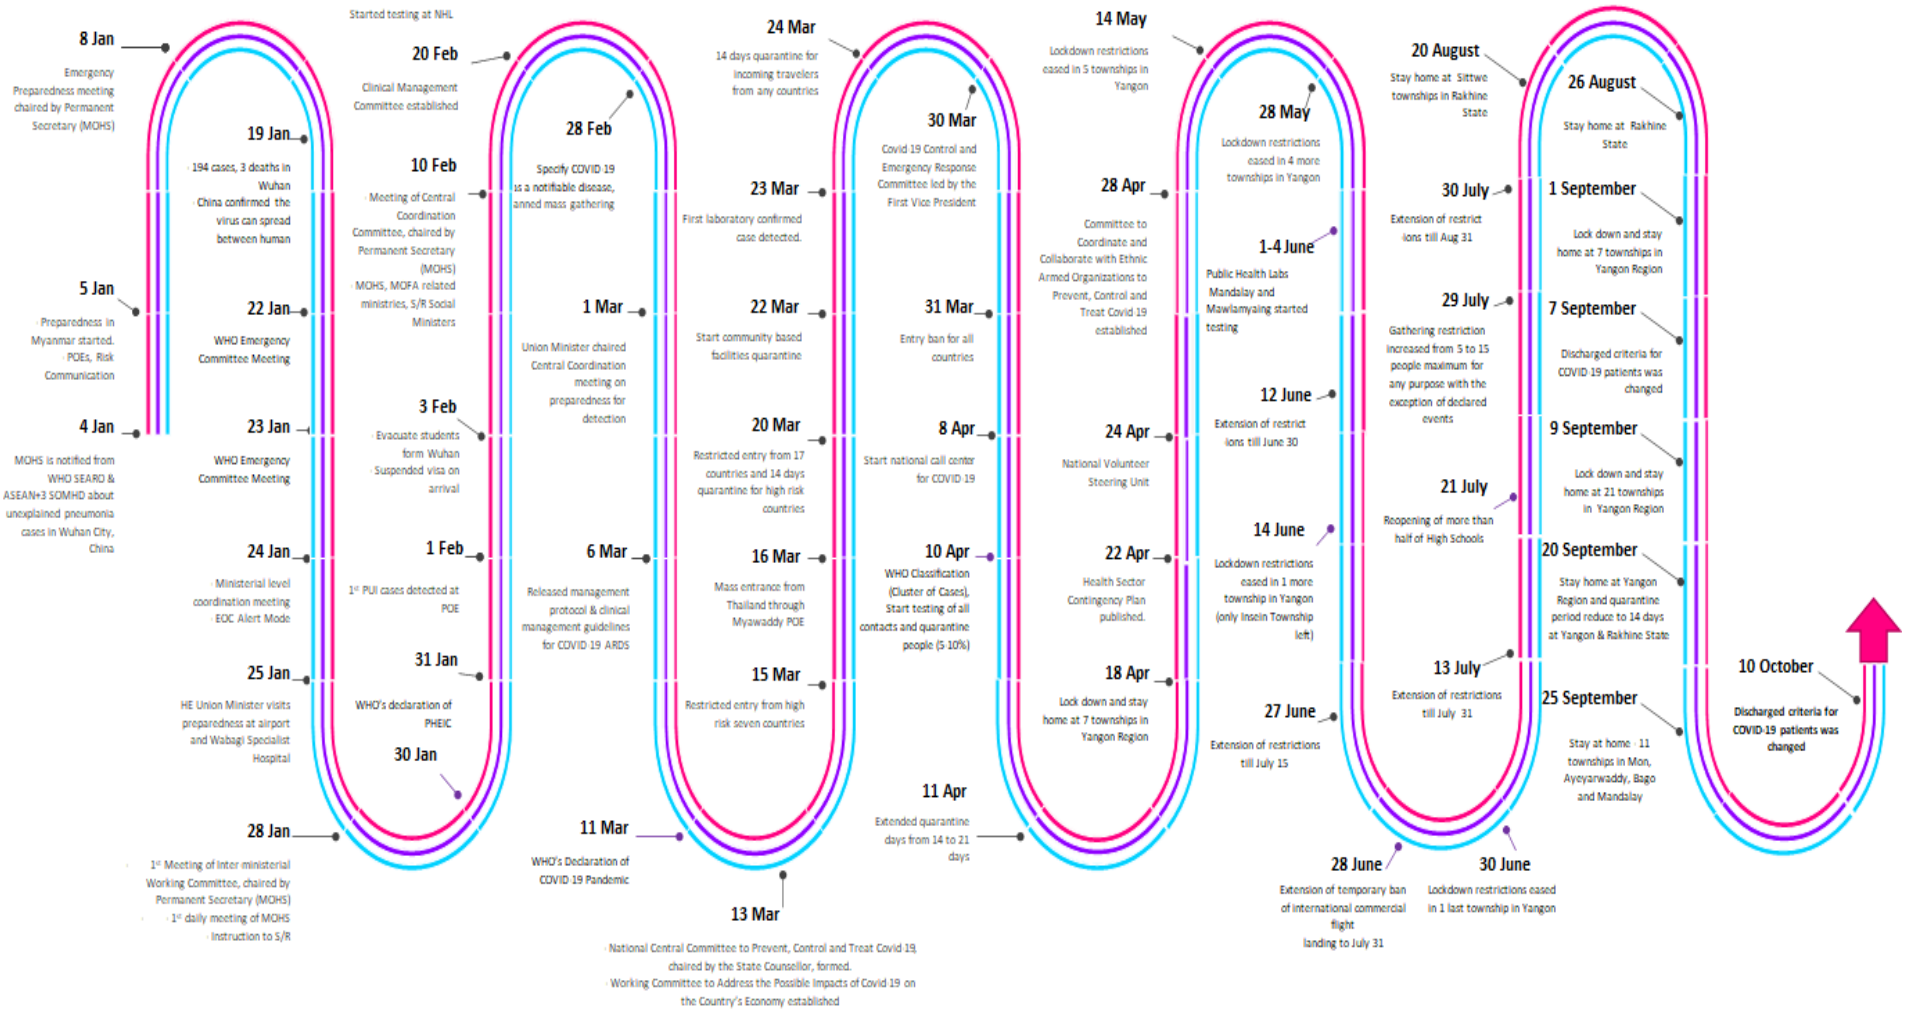 8 Jan
Emergency
Preparedness meeting
chaired by Permanent
Secretary (MOHS)
5 Jan
· Preparedness in
Myanmar started.
· POEs, Risk
Communication
4 Jan
MOHS is notified from
WHO SEARO &
ASEAN+3 SOMHD about
unexplained pneumonia
cases in Wuhan City,
China
19 Jan
· 194 cases, 3 deaths in
Wuhan
· China confirmed the
virus can spread
between human
22 Jan
WHO Emergency
Committee Meeting
23 Jan
WHO Emergency
Committee Meeting
24 Jan
· Ministerial level
coordination meeting
· EOC Alert Mode
25 Jan
HE Union Minister visits
preparedness at airport
and Wabagi Specialist
Hospital
28 Jan
· 1st Meeting of Inter ministerial
Working Committee, chaired by
Permanent Secretary (MOHS)
· 1st daily meeting of MOHS
· Instruction to S/R
Started testing at NHL
20 Feb
Clinical Management
Committee established
10 Feb
· Meeting of Central
Coordination
Committee, chaired by
Permanent Secretary
(MOHS)
· MOHS, MOFA related
ministries, S/R Social
Ministers
3 Feb
· Evacuate students
form Wuhan
· Suspended visa on
arrival
1 Feb
1st PUI cases detected at
POE
31 Jan
WHO's declaration of
PHEIC
30 Jan
28 Feb
Specify COVID 19
as a notifiable disease,
anned mass gathering
1 Mar
Union Minister chaired
Central Coordination
meeting on
preparedness for
detection
6 Mar
Released management
protocol & clinical
management guidelines
for COVID 19 ARDS
11 Mar
WHO's Declaration of
COVID 19 Pandemic
13 Mar
· National Central Committee to Prevent, Control and Treat Covid 19,
chaired by the State Counsellor, formed.
· Working Committee to Address the Possible Impacts of Covid 19 on
the Country's Economy established
24 Mar
14 days quarantine for
incoming travelers
from any countries
23 Mar
First laboratory confirmed
case detected.
22 Mar
Start community based
facilities quarantine
20 Mar
Restricted entry from 17
countries and 14 days
quarantine for high risk
countries
16 Mar
Mass entrance from
Thailand through
Myawaddy POE
15 Mar
Restricted entry from high
risk seven countries
30 Mar
Covid 19 Control and
Emergency Response
Committee led by the
First Vice President
31 Mar
Entry ban for all
countries
8 Apr
Start national call center
for COVID 19
10 Apr
WHO Classification
(Cluster of Cases),
Start testing of all
contacts and quarantine
people (5-10%)
11 Apr
Extended quarantine
days from 14 to 21
days
14 May
Lockdown restrictions
eased in 5 townships in
Yangon
28 Apr
Committee to
Coordinate and
Collaborate with Ethnic
Armed Organizations to
Prevent, Control and
Treat Covid 19
established
24 Apr
National Volunteer
Steering Unit
22 Apr
Health Sector
Contingency Plan
published.
18 Apr
Lock down and stay
home at 7 townships in
Yangon Region
28 May
Lockdown restrictions
eased in 4 more
townships in Yangon
1-4 June
Public Health Labs
Mandalay and
Mawlamyaing started
testing
12 June
Extension of restrict
ions till June 30
14 June
Lockdown restrictions
eased in 1 more
township in Yangon
(only Insein Township
left)
27 June
Extension of restrictions
till July 15
28 June
Extension of temporary ban
of international commercial
flight
landing to July 31
30 June
Lockdown restrictions eased
in 1 last township in Yangon
20 August
Stay home at Sittwe
townships in Rakhine
State
30 July
Extension of restrict
ions till Aug 31
29 July
Gathering restriction
increased from 5 to 15
people maximum for
any purpose with the
exception of declared
events
21 July
Reopening of more than
half of High Schools
13 July
Extension of restrictions
till July 31
26 August
Stay home at Rakhine
State
1 September
Lock down and stay
home at 7 townships in
Yangon Region
7 September
Discharged criteria for
COVID 19 patients was
changed
9 September
Lock down and stay
home at 21 townships
in Yangon Region
20 September
Stay home at Yangon
Region and quarantine
period reduce to 14 days
at Yangon & Rakhine State
25 September
Stay at home - 11
townships in Mon,
Ayeyarwaddy, Bago
and Mandalay
10 October
Discharged criteria for
COVID-19 patients was
changed